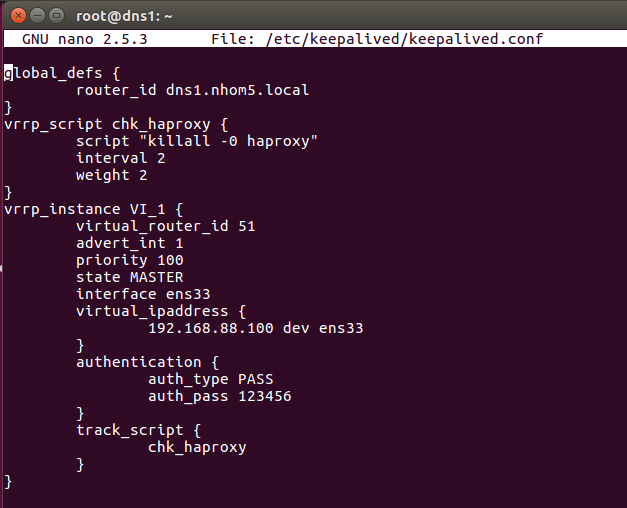 root@dns1: ~
GNU nano 2.5.3 File: /etc/keepalived/keepalived.conf
global_defs {
router_id dns1.nhom5.local
}
vrrp_script chk_haproxy {
script "killall -0 haproxy"
interval 2
weight 2
}
vrrp_instance VI_1 {
virtual_router_id 51
advert_int 1
priority 100
state MASTER
interface ens33
virtual_ipaddress {
192.168.88.100 dev ens33
}
authentication {
auth_type PASS
auth_pass 123456
}
track_script {
chk_haproxy
}
}